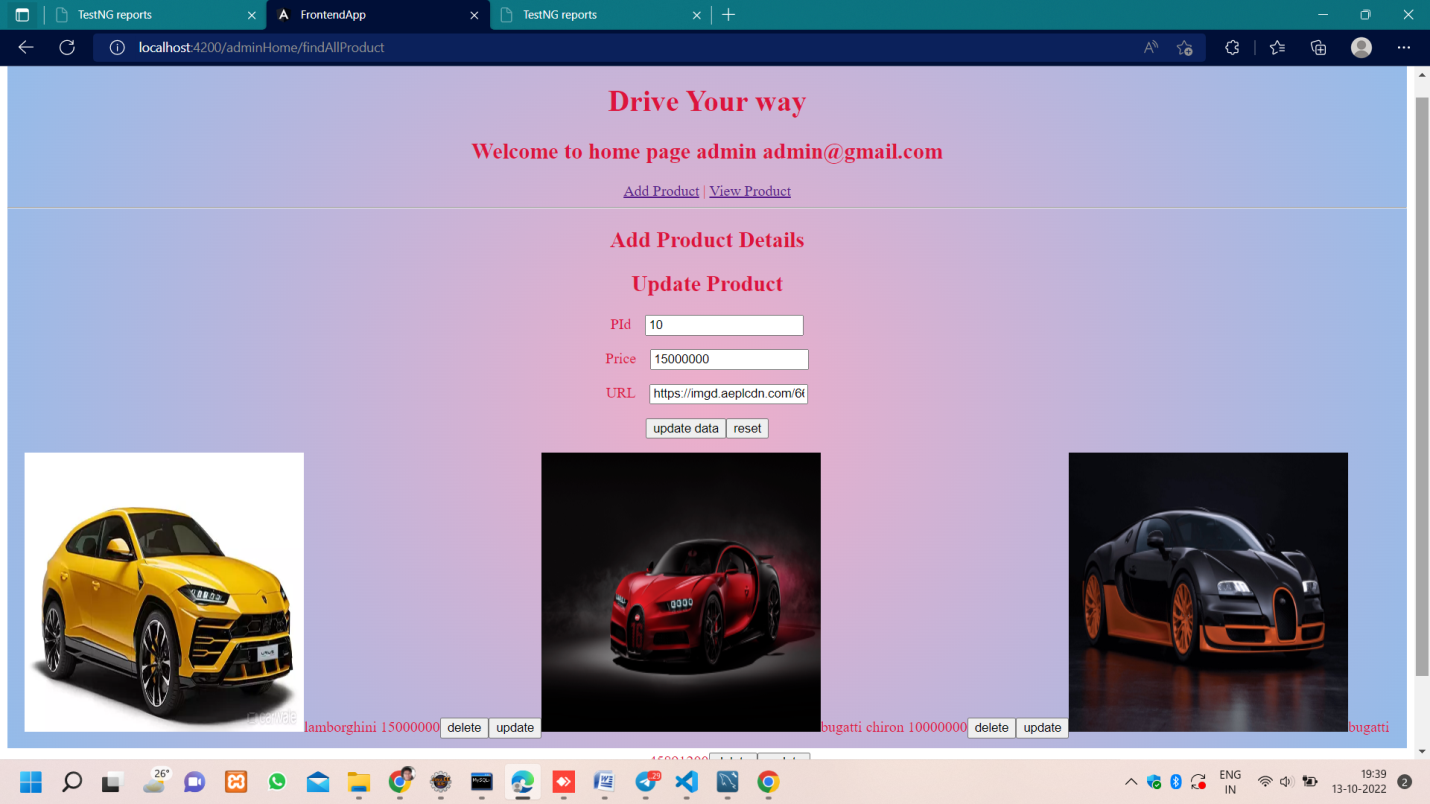 TestNG reports
FrontendApp
TestNG reports
localhost:4200/adminHome/findAllProduct
Drive Your way
Welcome to home page admin admin@gmail.com
Add Product | View Product
Add Product Details
Update Product
PId 10
Price 15000000
URL https://imgd.aeplcdn.com/66
update data reset
lamborghini 15000000 delete update bugatti chiron 10000000 delete update bugatti
26°
29
ENG
IN
19:39
13-10-2022
2